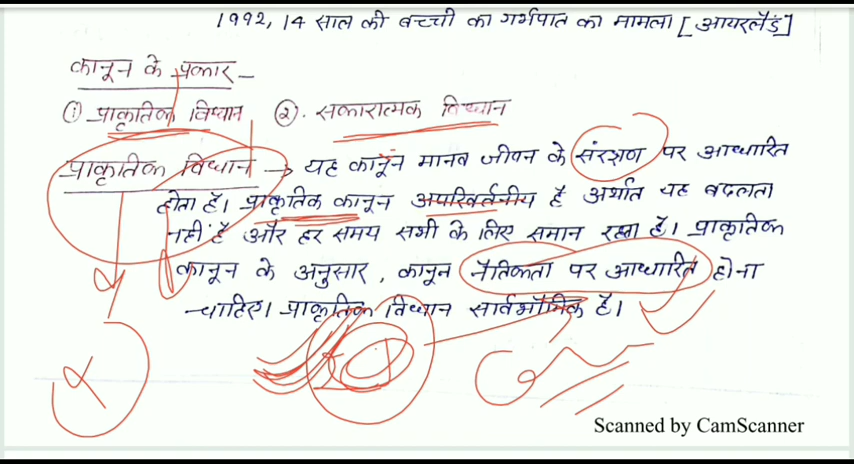 1992, 14 साल की बच्ची का गर्भपात का मामला [आयरलैंड]
कानून के प्रकार –
① प्राकृतिक विधान ②. सकारात्मक विधान
प्राकृतिक विधान → यह कानून मानव जीवन के संरक्षण पर आधारित
होता है। प्राकृतिक कानून अपरिवर्तनीय है अर्थात यह बदलता
नहीं है और हर समय सभी के लिए समान रहता है। प्राकृतिक
कानून के अनुसार, कानून नैतिकता पर आधारित होना
चाहिए। प्राकृतिक विधान सार्वभौमिक है।
Scanned by CamScanner